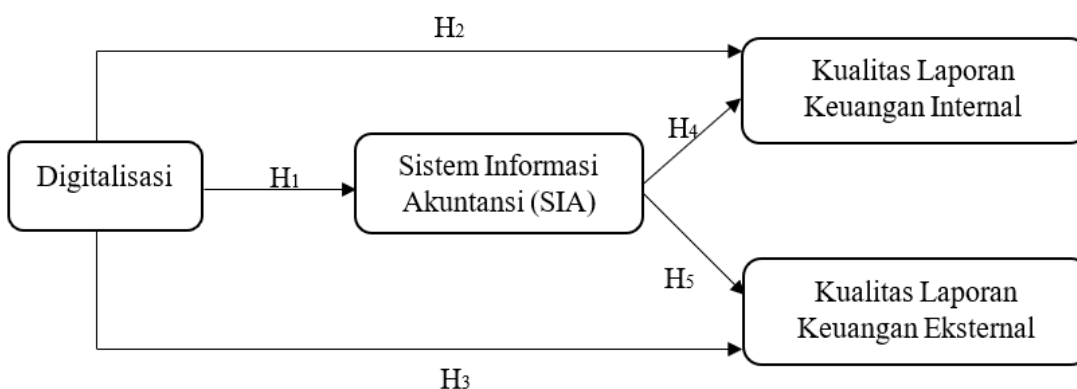 H2
Kualitas Laporan
Keuangan Internal
H4
Digitalisasi
H1
Sistem Informasi
Akuntansi (SIA)
H5
Kualitas Laporan
Keuangan Eksternal
H3